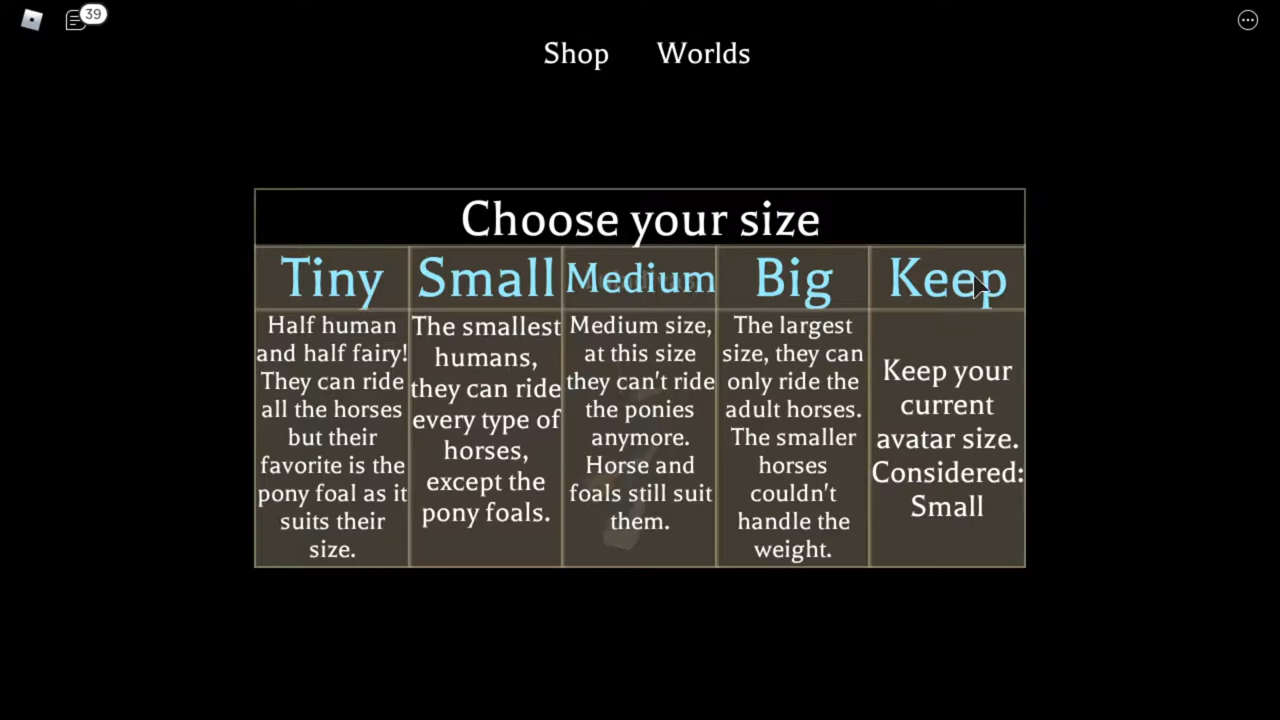 39
Shop Worlds
Choose your size
Tiny Small Medium Big Keep
Half human
and half fairy!
They can ride
all the horses
but their
favorite is the
pony foal as it
suits their
size.
The smallest
humans,
they can ride
every type of
horses,
except the
pony foals.
Medium size,
at this size
they can't ride
the ponies
anymore.
Horse and
foals still suit
them.
The largest
size, they can
only ride the
adult horses.
The smaller
horses
couldn't
handle the
weight.
Keep your
current
avatar size.
Considered:
Small